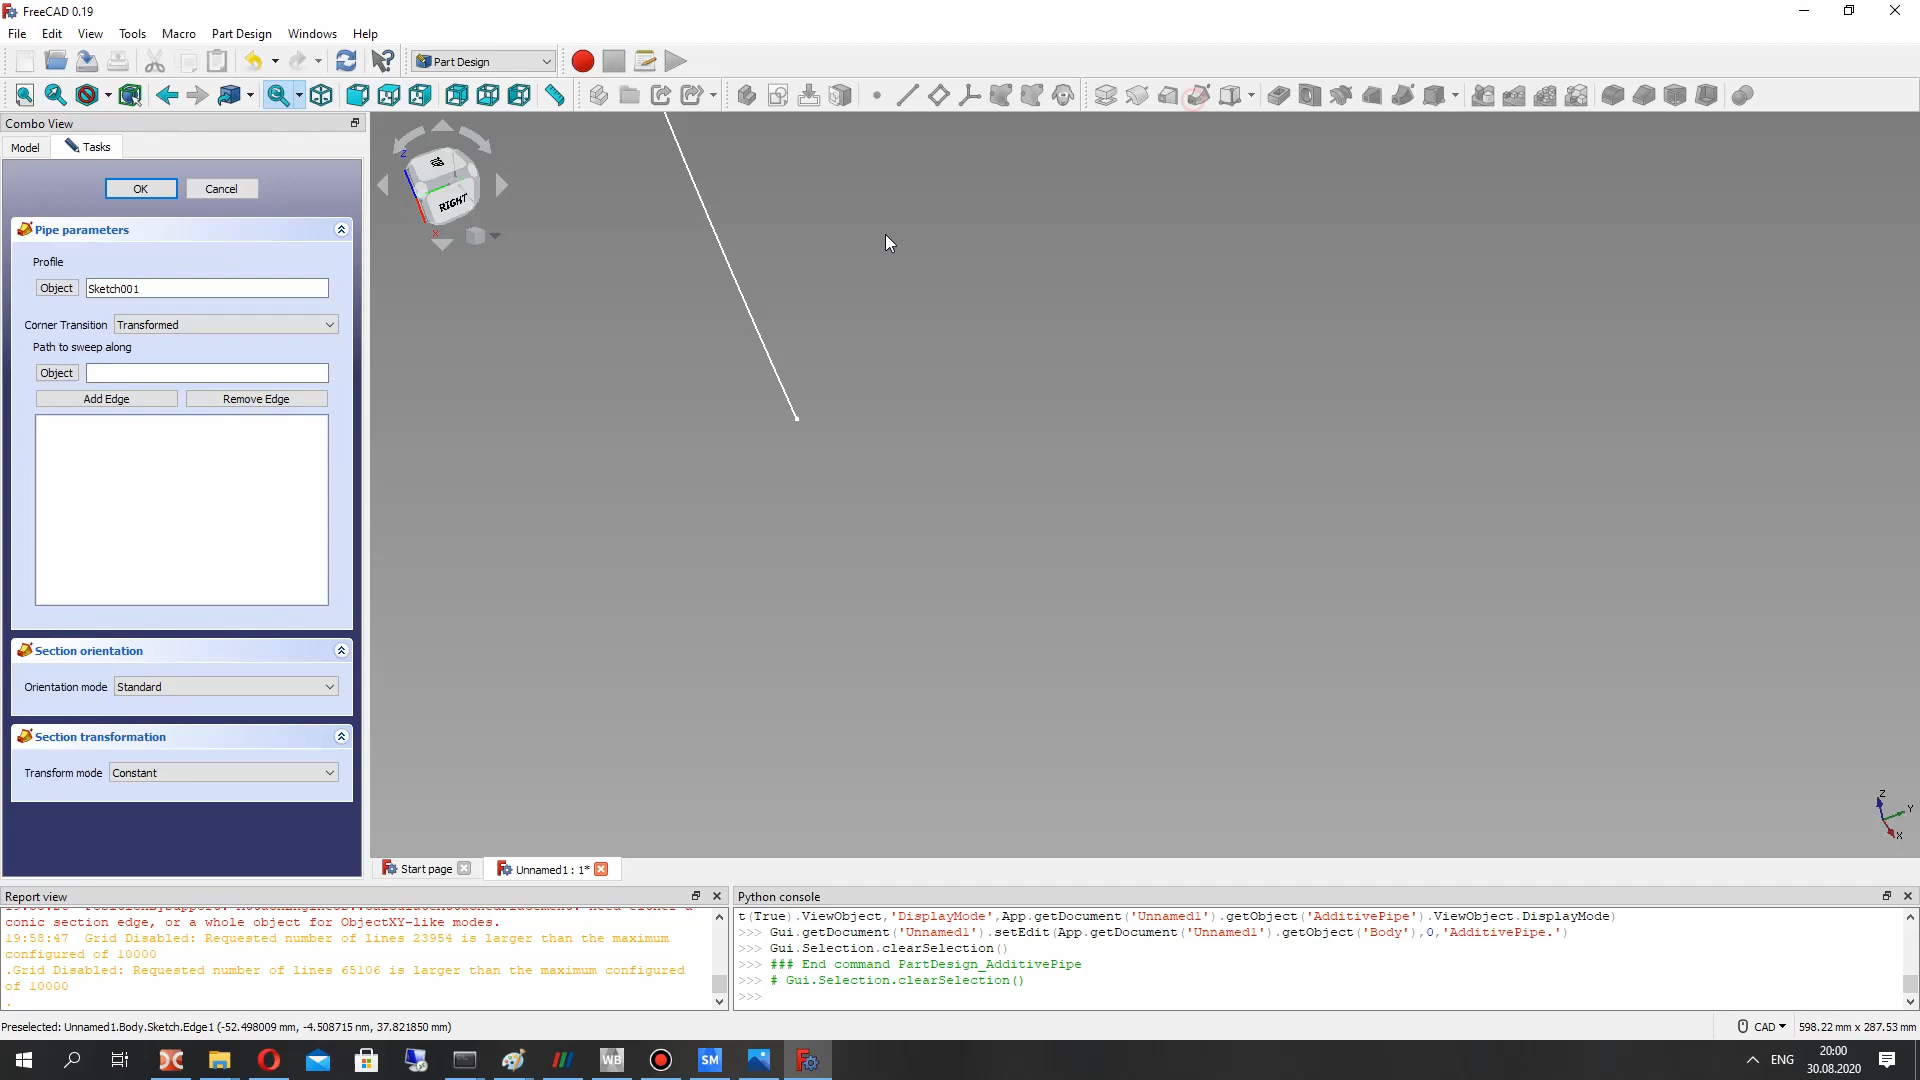 FreeCAD 0.19
File Edit View Tools Macro Part Design Windows Help
Part Design
Combo View
Model Tasks
OK Cancel
Pipe parameters
Profile
Object Sketch001
Corner Transition Transformed
Path to sweep along
Object
Add Edge Remove Edge
Section orientation
Orientation mode Standard
Section transformation
Transform mode Constant
Z
RIGHT
X
Z
Y
X
Start page Unnamed1 : 1*
Report view
conic section edge, or a whole object for ObjectXY-like modes.
19:58:47 Grid Disabled: Requested number of lines 23954 is larger than the maximum
configured of 10000
.Grid Disabled: Requested number of lines 65106 is larger than the maximum configured
of 10000
.
Python console
t(True).ViewObject,'DisplayMode',App.getDocument('Unnamed1').getObject('AdditivePipe').ViewObject.DisplayMode)
>>> Gui.getDocument('Unnamed1').setEdit(App.getDocument('Unnamed1').getObject('Body'),0,'AdditivePipe.')
>>> Gui.Selection.clearSelection()
>>> ### End command PartDesign_AdditivePipe
>>> # Gui.Selection.clearSelection()
>>>
Preselected: Unnamed1.Body.Sketch.Edge1 (-52.498009 mm, -4.508715 nm, 37.821850 mm)
CAD 598.22 mm x 287.53 mm
WB SM ENG 20:00
30.08.2020